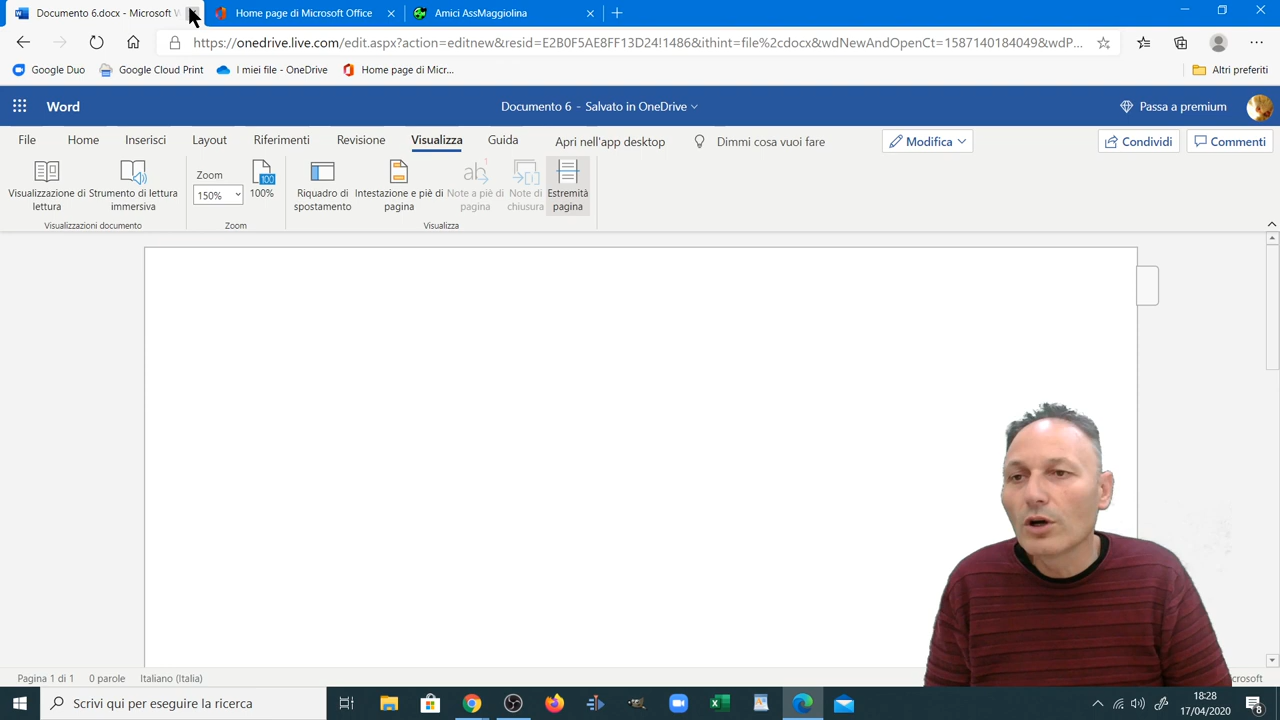 Documento 6.docx - Microsoft W
Home page di Microsoft Office
Amici AssMaggiolina
https://onedrive.live.com/edit.aspx?action=editnew&resid=E2B0F5AE8FF13D24!1486&ithint=file%2cdocx&wdNewAndOpenCt=1587140184049&wdP...
Google Duo
Google Cloud Print
I miei file - OneDrive
Home page di Micr...
Altri preferiti
Word
Documento 6 - Salvato in OneDrive
Passa a premium
File
Home
Inserisci
Layout
Riferimenti
Revisione
Visualizza
Guida
Apri nell'app desktop
Dimmi cosa vuoi fare
Modifica
Condividi
Commenti
Visualizzazione di
lettura
Strumento di lettura
immersiva
Visualizzazioni documento
Zoom
150%
100
100%
Zoom
Riquadro di
spostamento
Intestazione e piè di
pagina
ab
1
Note a piè di
pagina
Note di
chiusura
Estremità
pagina
Visualizza
Pagina 1 di 1
0 parole
Italiano (Italia)
rosoft
Scrivi qui per eseguire la ricerca
18:28
17/04/2020
8